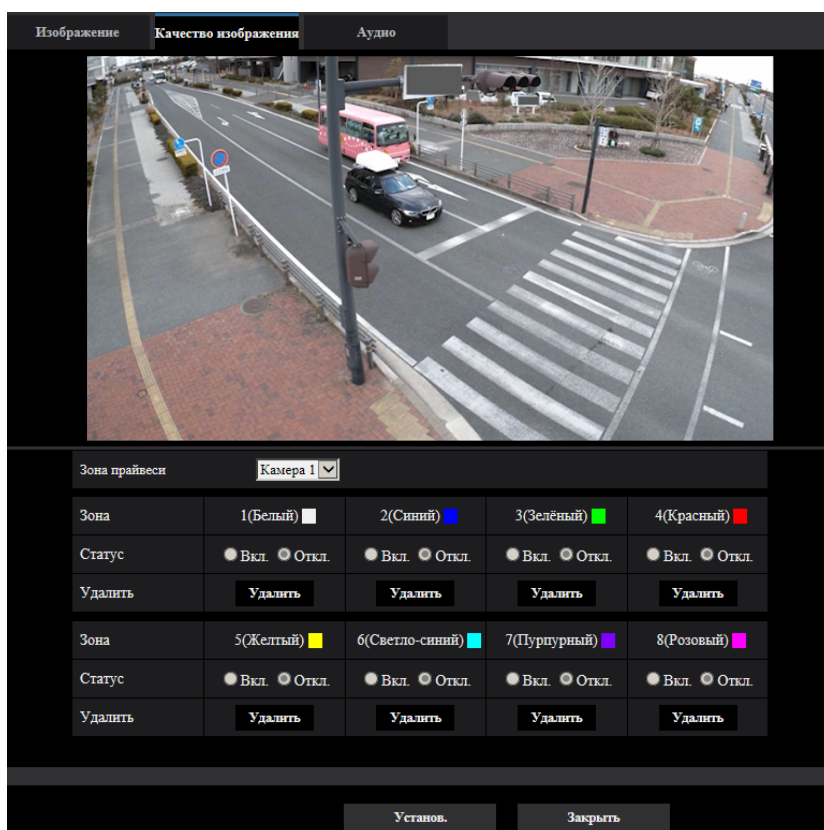 Изображение Качество изображения Аудио
Зона прайвеси Камера 1
Зона 1(Белый) 2(Синий) 3(Зелёный) 4(Красный)
Статус Вкл. Откл. Вкл. Откл. Вкл. Откл. Вкл. Откл.
Удалить Удалить Удалить Удалить Удалить
Зона 5(Желтый) 6(Светло-синий) 7(Пурпурный) 8(Розовый)
Статус Вкл. Откл. Вкл. Откл. Вкл. Откл. Вкл. Откл.
Удалить Удалить Удалить Удалить Удалить
Установ. Закрыть